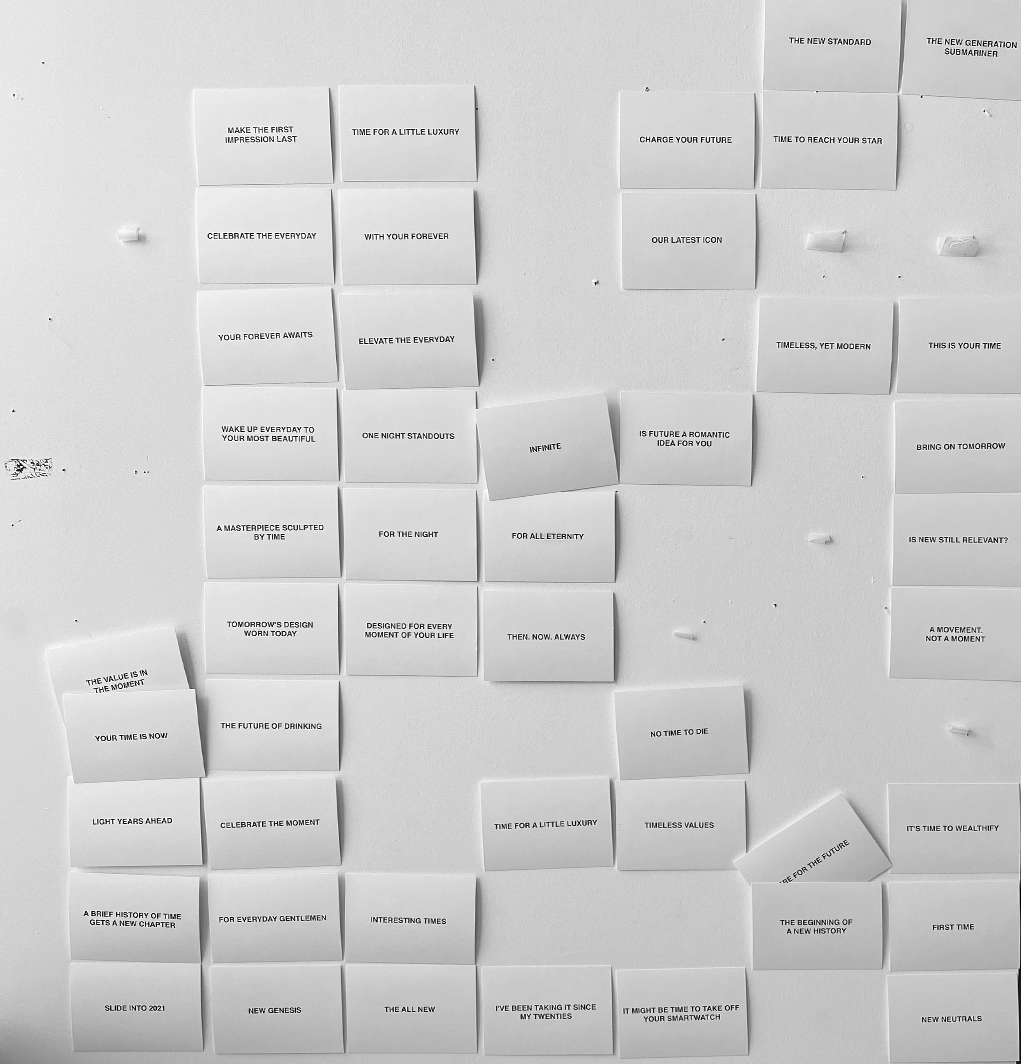 THE NEW STANDARD
THE NEW GENERATION
SUBMARINER
MAKE THE FIRST
IMPRESSION LAST
TIME FOR A LITTLE LUXURY
CHARGE YOUR FUTURE
TIME TO REACH YOUR STAR
CELEBRATE THE EVERYDAY
WITH YOUR FOREVER
OUR LATEST ICON
YOUR FOREVER AWAITS
ELEVATE THE EVERYDAY
TIMELESS, YET MODERN
THIS IS YOUR TIME
WAKE UP EVERYDAY TO
YOUR MOST BEAUTIFUL
ONE NIGHT STANDOUTS
INFINITE
IS FUTURE A ROMANTIC
IDEA FOR YOU
BRING ON TOMORROW
A MASTERPIECE SCULPTED
BY TIME
FOR THE NIGHT
FOR ALL ETERNITY
IS NEW STILL RELEVANT?
TOMORROW'S DESIGN
WORN TODAY
DESIGNED FOR EVERY
MOMENT OF YOUR LIFE
THEN. NOW. ALWAYS
A MOVEMENT.
NOT A MOMENT
THE VALUE IS IN
THE MOMENT
YOUR TIME IS NOW
THE FUTURE OF DRINKING
NO TIME TO DIE
LIGHT YEARS AHEAD
CELEBRATE THE MOMENT
TIME FOR A LITTLE LUXURY
TIMELESS VALUES
FOR THE FUTURE
IT'S TIME TO WEALTHIFY
A BRIEF HISTORY OF TIME
GETS A NEW CHAPTER
FOR EVERYDAY GENTLEMEN
INTERESTING TIMES
THE BEGINNING OF
A NEW HISTORY
FIRST TIME
SLIDE INTO 2021
NEW GENESIS
THE ALL NEW
I'VE BEEN TAKING IT SINCE
MY TWENTIES
IT MIGHT BE TIME TO TAKE OFF
YOUR SMARTWATCH
NEW NEUTRALS